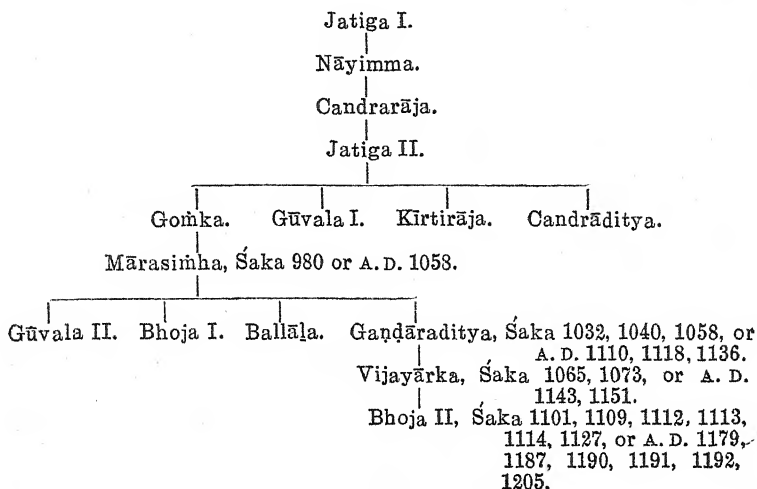 Jatiga I.
Nāyimma.
Candrarāja.
Jatiga II.
Goṁka. Gūvala I. Kīrtirāja. Candrāditya.
Mārasiṁha, Śaka 980 or A. D. 1058.
Gūvala II. Bhoja I. Ballāḷa. Gaṇḍāraditya, Śaka 1032, 1040, 1058, or
A. D. 1110, 1118, 1136.
Vijayārka, Śaka 1065, 1073, or A. D.
1143, 1151.
Bhoja II, Śaka 1101, 1109, 1112, 1113,
1114, 1127, or A. D. 1179,
1187, 1190, 1191, 1192,
1205.